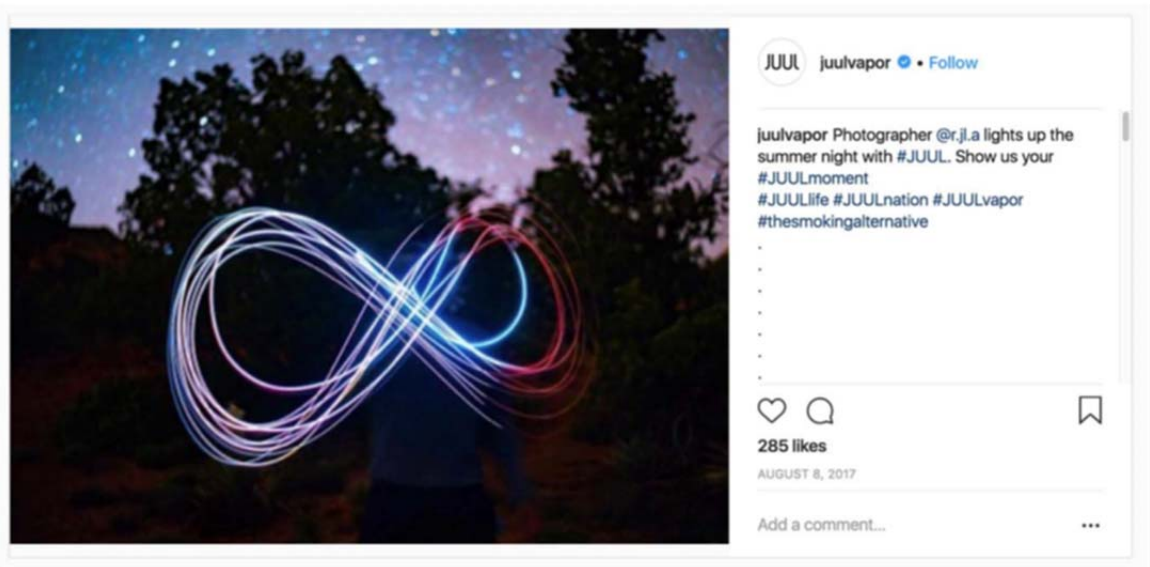 JUUL juulvapor • Follow
juulvapor Photographer @r.jl.a lights up the
summer night with #JUUL. Show us your
#JUULmoment
#JUULlife #JUULnation #JUULvapor
#thesmokingalternative
.
.
.
.
.
.
.
285 likes
AUGUST 8, 2017
Add a comment...